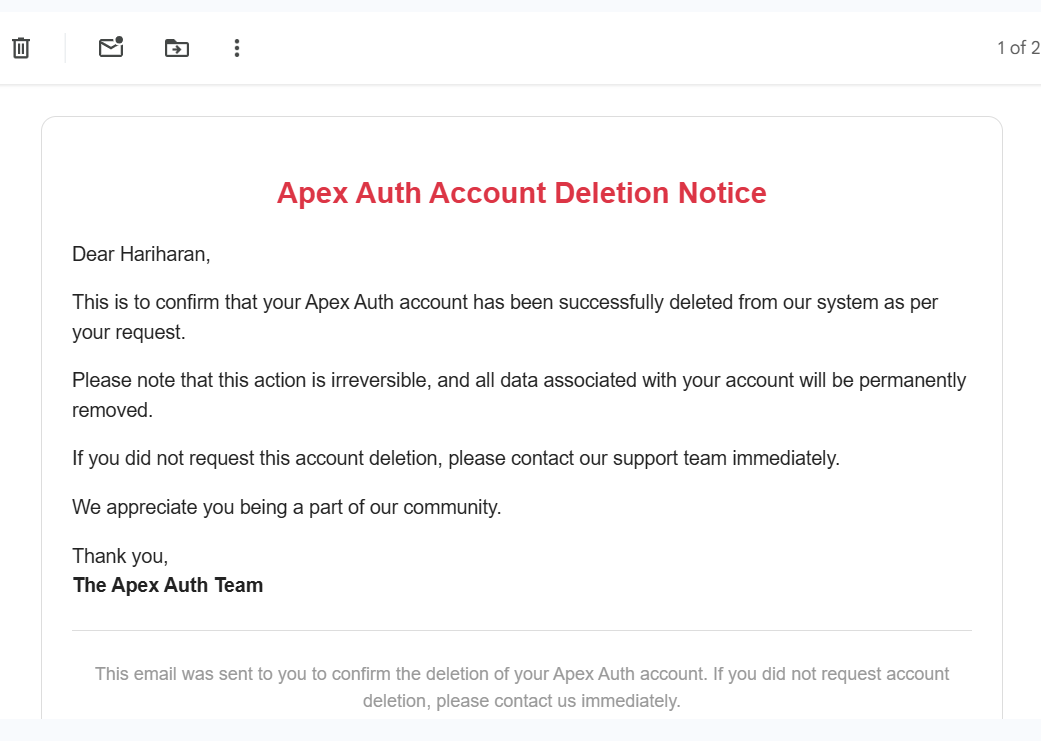 1 of 2
Apex Auth Account Deletion Notice
Dear Hariharan,
This is to confirm that your Apex Auth account has been successfully deleted from our system as per
your request.
Please note that this action is irreversible, and all data associated with your account will be permanently
removed.
If you did not request this account deletion, please contact our support team immediately.
We appreciate you being a part of our community.
Thank you,
The Apex Auth Team
This email was sent to you to confirm the deletion of your Apex Auth account. If you did not request account
deletion, please contact us immediately.